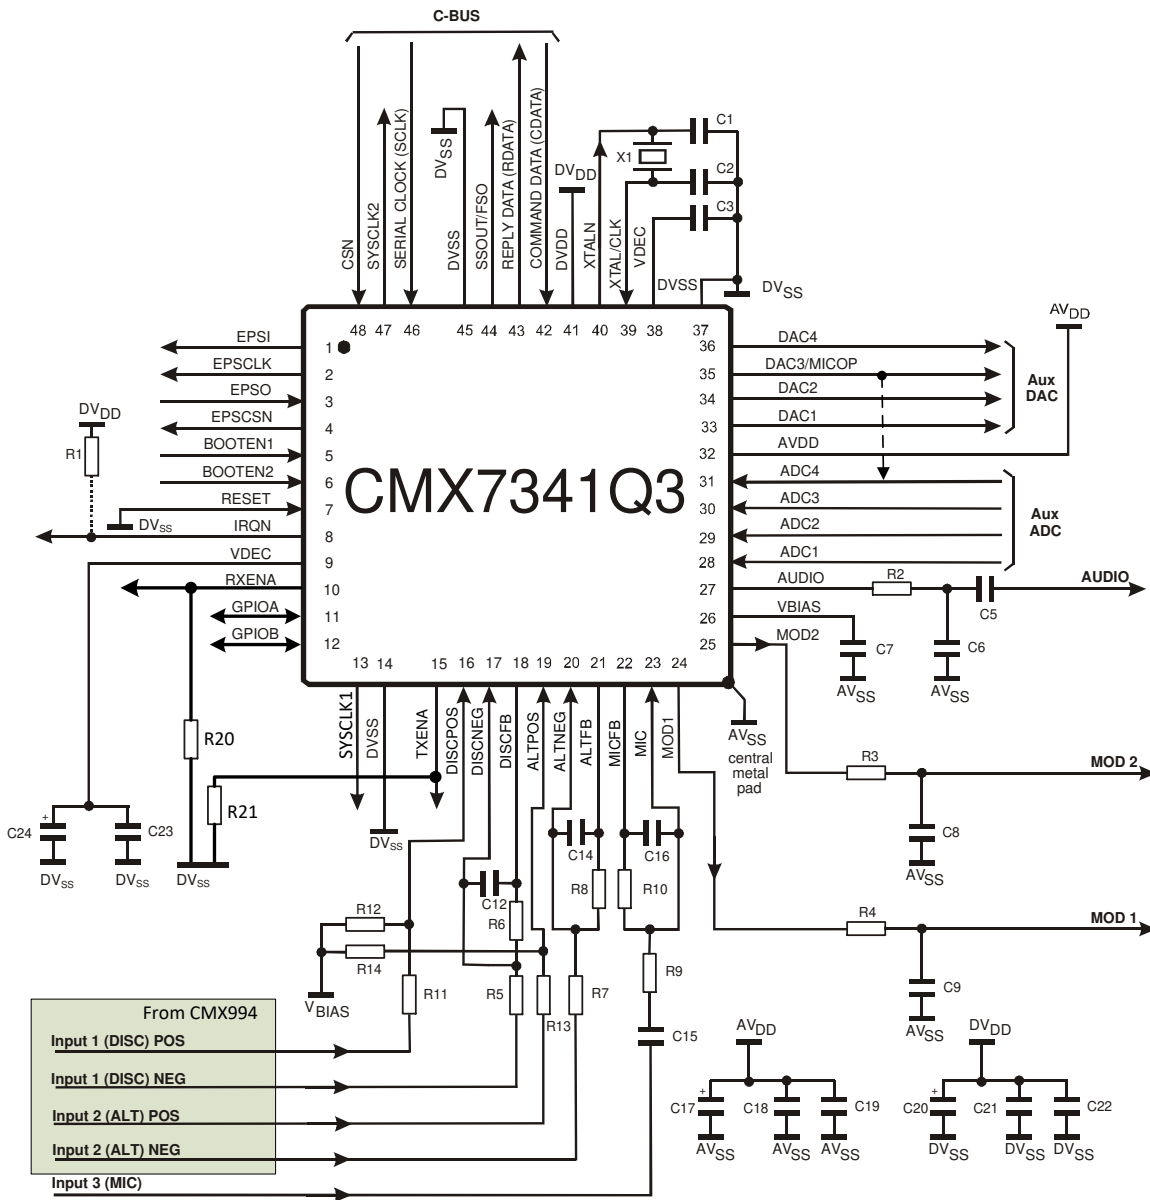 C-BUS
CSN
SYSCLK2
SERIAL CLOCK (SCLK)
DVSS
DVSS
SSOUT/FSO
REPLY DATA (RDATA)
COMMAND DATA (CDATA)
DVDD
DVDD
XTALN
XTAL/CLK
VDEC
X1
C1
C2
C3
DVSS
DVSS
48 47 46 45 44 43 42 41 40 39 38 37
EPSI 1
EPSCLK 2
EPSO 3
EPSCSN 4
BOOTEN1 5
BOOTEN2 6
RESET 7
DVss
IRQN 8
VDEC 9
RXENA 10
GPIOA 11
GPIOB 12
DVDD
R1
CMX7341Q3
36 DAC4
35 DAC3/MICOP
34 DAC2
33 DAC1
32 AVDD
31 ADC4
30 ADC3
29 ADC2
28 ADC1
27 AUDIO
26 VBIAS
25 MOD2
AVDD
Aux
DAC
Aux
ADC
R2
C5
AUDIO
C7
C6
AVSS
AVSS
13 14 15 16 17 18 19 20 21 22 23 24
SYSCLK1
DVSS
TXENA
DISCPOS
DISCNEG
DISCFB
ALTPOS
ALTNEG
ALTFB
MICFB
MIC
MOD1
AVSS
central
metal
pad
R20
R21
R3
MOD 2
C8
AVSS
C24
+
C23
DVss
DVss
DVss
DVss
C14
C16
C12
R8
R10
R12
R6
R14
R4
MOD 1
C9
AVSS
VBIAS
R11
R5
R13
R7
R9
C15
From CMX994
Input 1 (DISC) POS
Input 1 (DISC) NEG
Input 2 (ALT) POS
Input 2 (ALT) NEG
Input 3 (MIC)
AVDD
+
C17
C18
C19
AVSS
AVSS
AVSS
DVDD
+
C20
C21
C22
DVSS
DVSS
DVSS